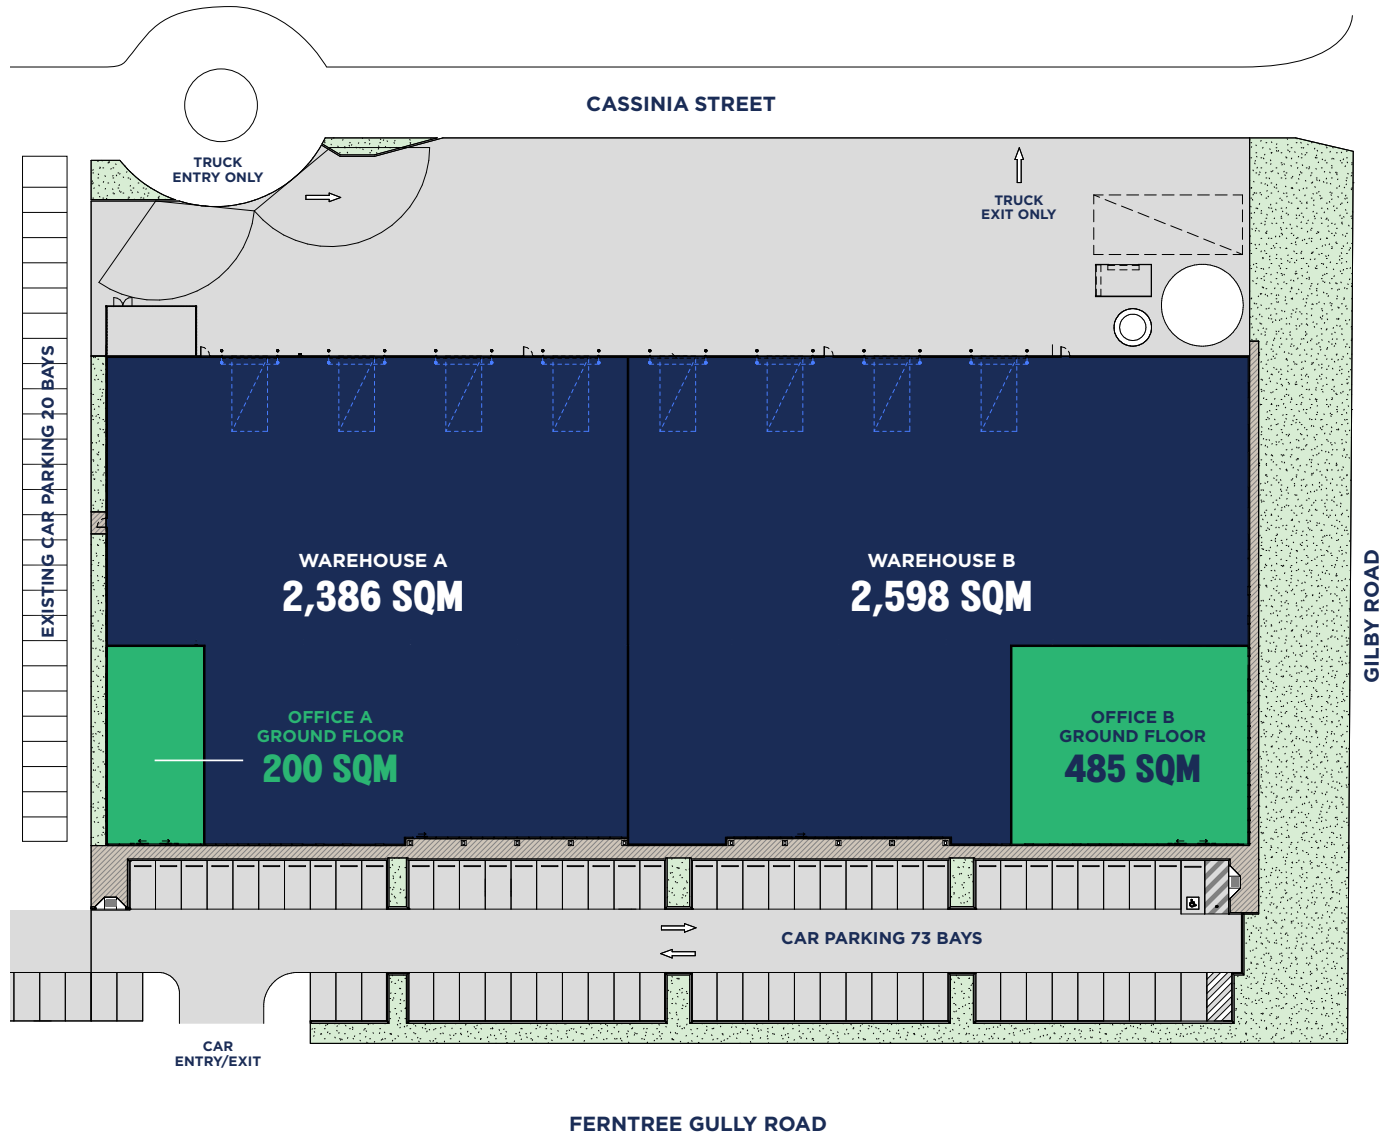 CASSINIA STREET
TRUCK
ENTRY ONLY
TRUCK
EXIT ONLY
EXISTING CAR PARKING 20 BAYS
WAREHOUSE A
2,386 SQM
WAREHOUSE B
2,598 SQM
GILBY ROAD
OFFICE A
GROUND FLOOR
200 SQM
OFFICE B
GROUND FLOOR
485 SQM
CAR PARKING 73 BAYS
CAR
ENTRY/EXIT
FERNTREE GULLY ROAD